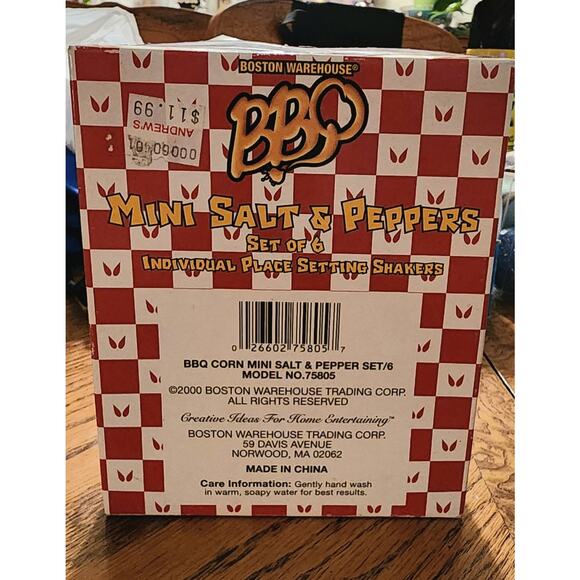 BOSTON WAREHOUSE®
BBQ
$11.99
ANDREW'S
00060601
MINI SALT & PEPPERS
SET OF 6
INDIVIDUAL PLACE SETTING SHAKERS
0 26602 75805 7
BBQ CORN MINI SALT & PEPPER SET/6
MODEL NO.75805
©2000 BOSTON WAREHOUSE TRADING CORP.
ALL RIGHTS RESERVED
Creative Ideas For Home Entertaining™
BOSTON WAREHOUSE TRADING CORP.
59 DAVIS AVENUE
NORWOOD, MA 02062
MADE IN CHINA
Care Information: Gently hand wash
in warm, soapy water for best results.